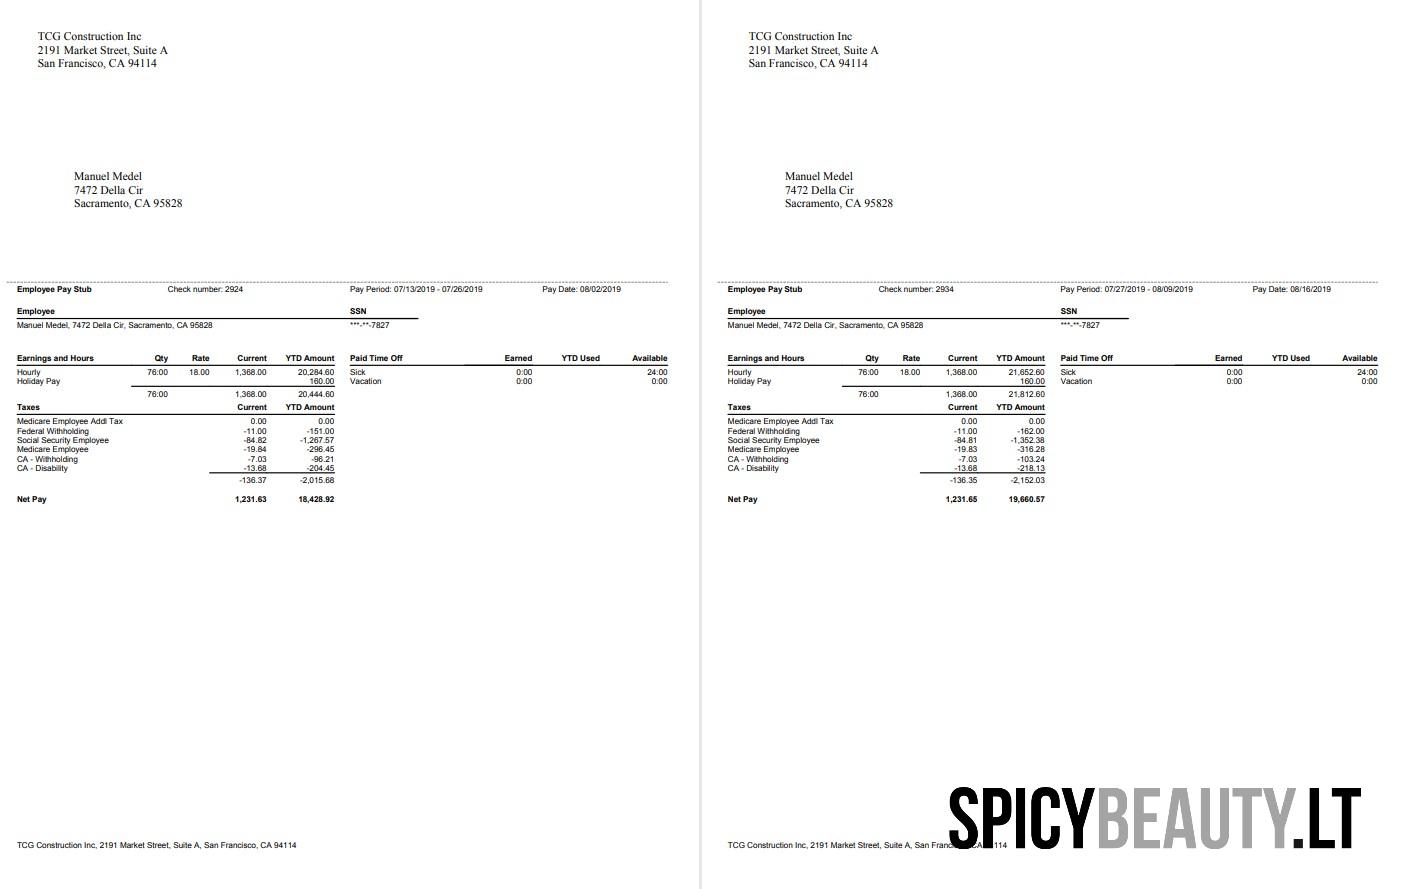 TCG Construction Inc
2191 Market Street, Suite A
San Francisco, CA 94114
Manuel Medel
7472 Della Cir
Sacramento, CA 95828
Employee Pay Stub Check number: 2924 Pay Period: 07/13/2019 - 07/26/2019 Pay Date: 08/02/2019
Employee SSN
Manuel Medel, 7472 Della Cir, Sacramento, CA 95828 ***-**-7827
Earnings and Hours Qty Rate Current YTD Amount Paid Time Off Earned YTD Used Available
Hourly 76:00 18.00 1,368.00 20,284.60 Sick 0:00 24:00
Holiday Pay 160.00 Vacation 0:00 0:00
76:00 1,368.00 20,444.60
Taxes Current YTD Amount
Medicare Employee Addl Tax 0.00 0.00
Federal Withholding -11.00 -151.00
Social Security Employee -84.82 -1,267.57
Medicare Employee -19.84 -296.45
CA - Withholding -7.03 -96.21
CA - Disability -13.68 -204.45
-136.37 -2,015.68
Net Pay 1,231.63 18,428.92
TCG Construction Inc, 2191 Market Street, Suite A, San Francisco, CA 94114
TCG Construction Inc
2191 Market Street, Suite A
San Francisco, CA 94114
Manuel Medel
7472 Della Cir
Sacramento, CA 95828
Employee Pay Stub Check number: 2934 Pay Period: 07/27/2019 - 08/09/2019 Pay Date: 08/16/2019
Employee SSN
Manuel Medel, 7472 Della Cir, Sacramento, CA 95828 ***-**-7827
Earnings and Hours Qty Rate Current YTD Amount Paid Time Off Earned YTD Used Available
Hourly 76:00 18.00 1,368.00 21,652.60 Sick 0:00 24:00
Holiday Pay 160.00 Vacation 0:00 0:00
76:00 1,368.00 21,812.60
Taxes Current YTD Amount
Medicare Employee Addl Tax 0.00 0.00
Federal Withholding -11.00 -162.00
Social Security Employee -84.81 -1,352.38
Medicare Employee -19.83 -316.28
CA - Withholding -7.03 -103.24
CA - Disability -13.68 -218.13
-136.35 -2,152.03
Net Pay 1,231.65 19,660.57
SPICYBEAUTY.LT
TCG Construction Inc, 2191 Market Street, Suite A, San